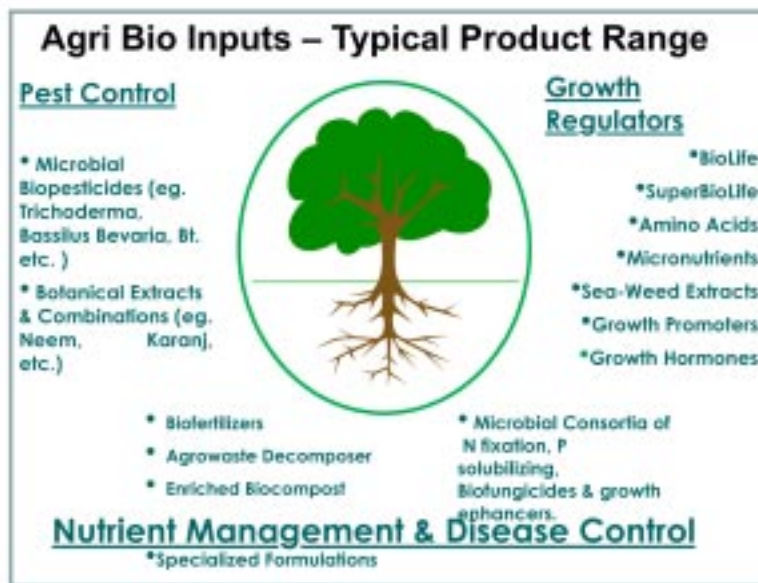 Agri Bio Inputs – Typical Product Range
Pest Control
* Microbial
Biopesticides (eg.
Trichoderma,
Bassilus Bevaria, Bt.
etc. )
* Botanical Extracts
& Combinations (eg.
Neem, Karanj,
etc.)
Growth
Regulators
*BioLife
*SuperBioLife
*Amino Acids
*Micronutrients
*Sea-Weed Extracts
*Growth Promoters
*Growth Hormones
* Biofertilizers
* Agrowaste Decomposer
* Enriched Biocompost
* Microbial Consortia of
N fixation, P
solubilizing,
Biofungicides & growth
enhancers.
Nutrient Management & Disease Control
*Specialized Formulations